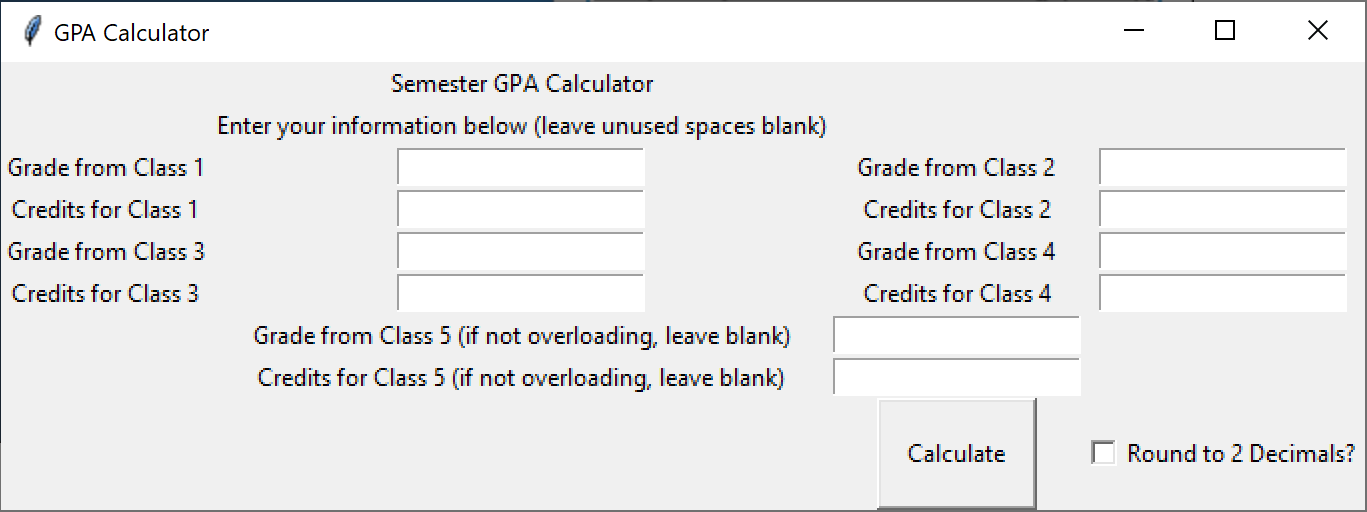 GPA Calculator
Semester GPA Calculator
Enter your information below (leave unused spaces blank)
Grade from Class 1
Grade from Class 2
Credits for Class 1
Credits for Class 2
Grade from Class 3
Grade from Class 4
Credits for Class 3
Credits for Class 4
Grade from Class 5 (if not overloading, leave blank)
Credits for Class 5 (if not overloading, leave blank)
Calculate
Round to 2 Decimals?